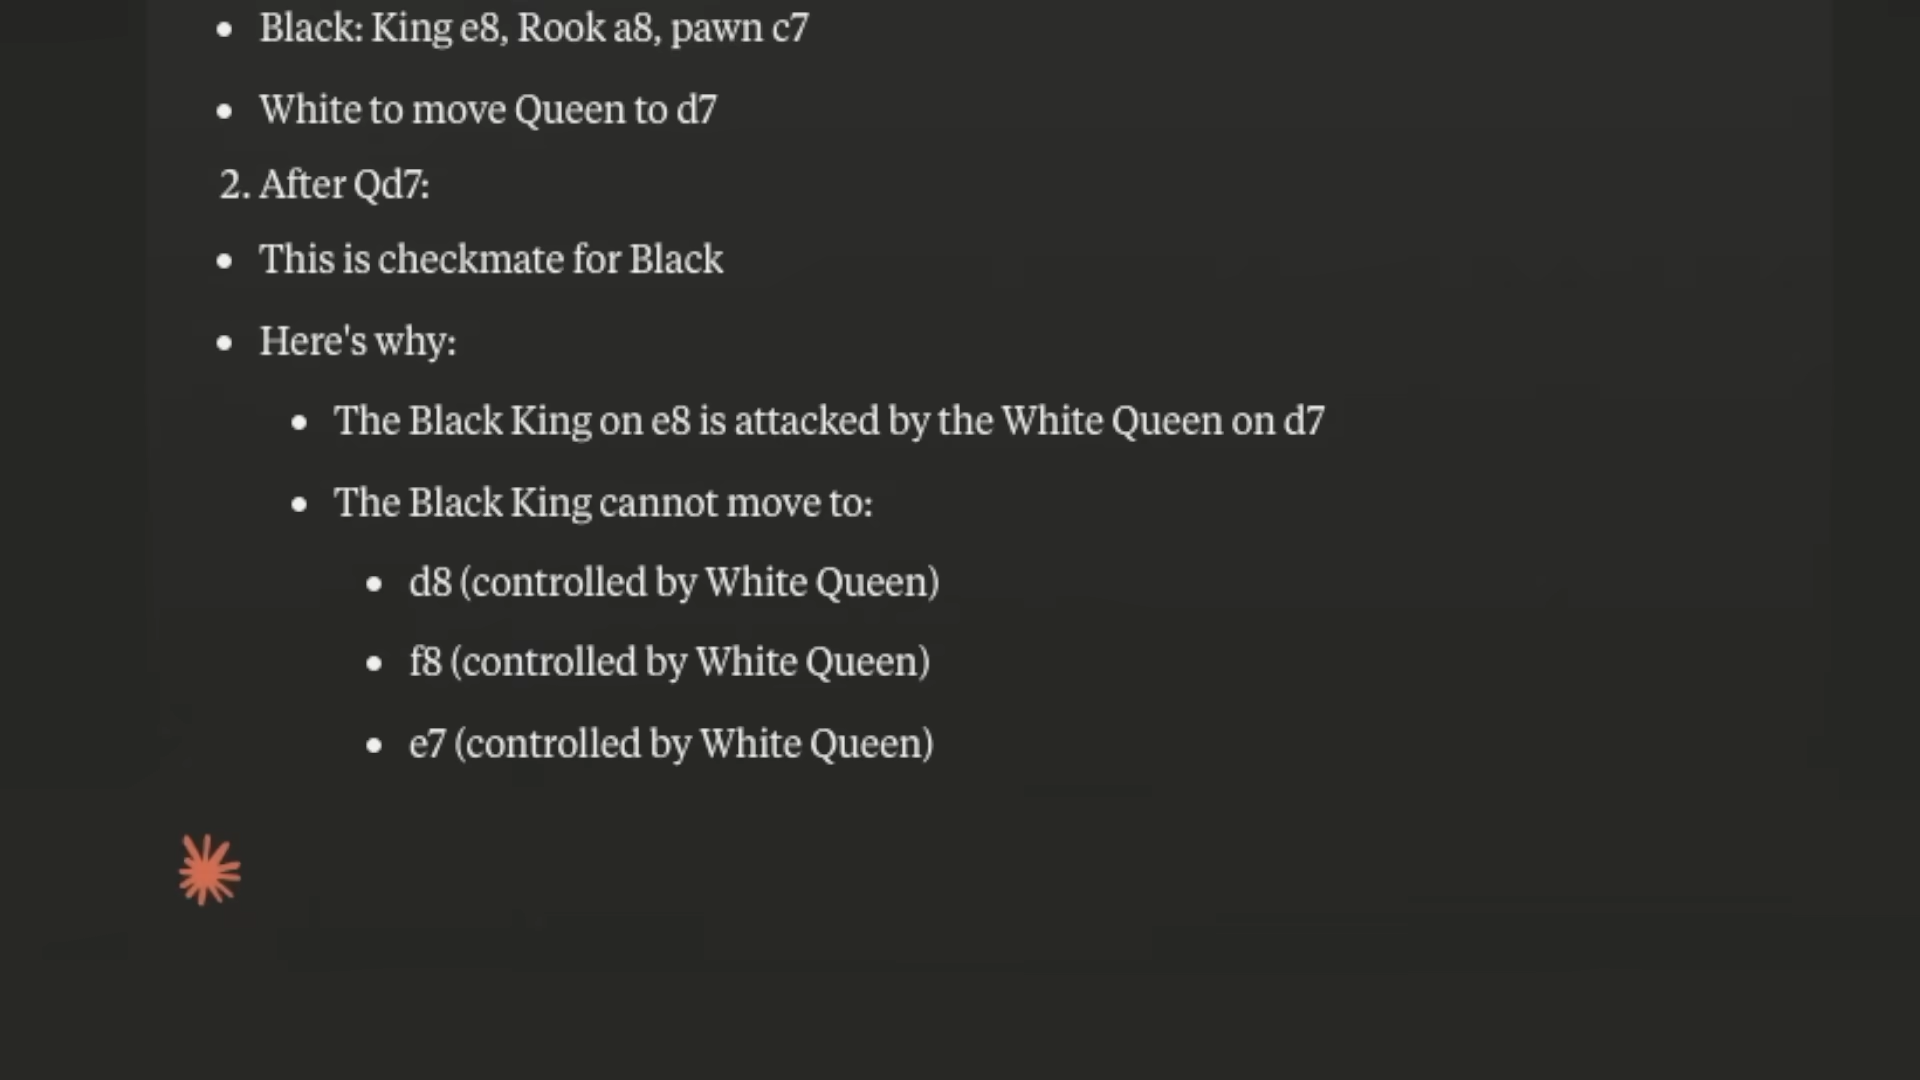 Black: King e8, Rook a8, pawn c7
White to move Queen to d7
2. After Qd7:
This is checkmate for Black
Here's why:
The Black King on e8 is attacked by the White Queen on d7
The Black King cannot move to:
d8 (controlled by White Queen)
f8 (controlled by White Queen)
e7 (controlled by White Queen)